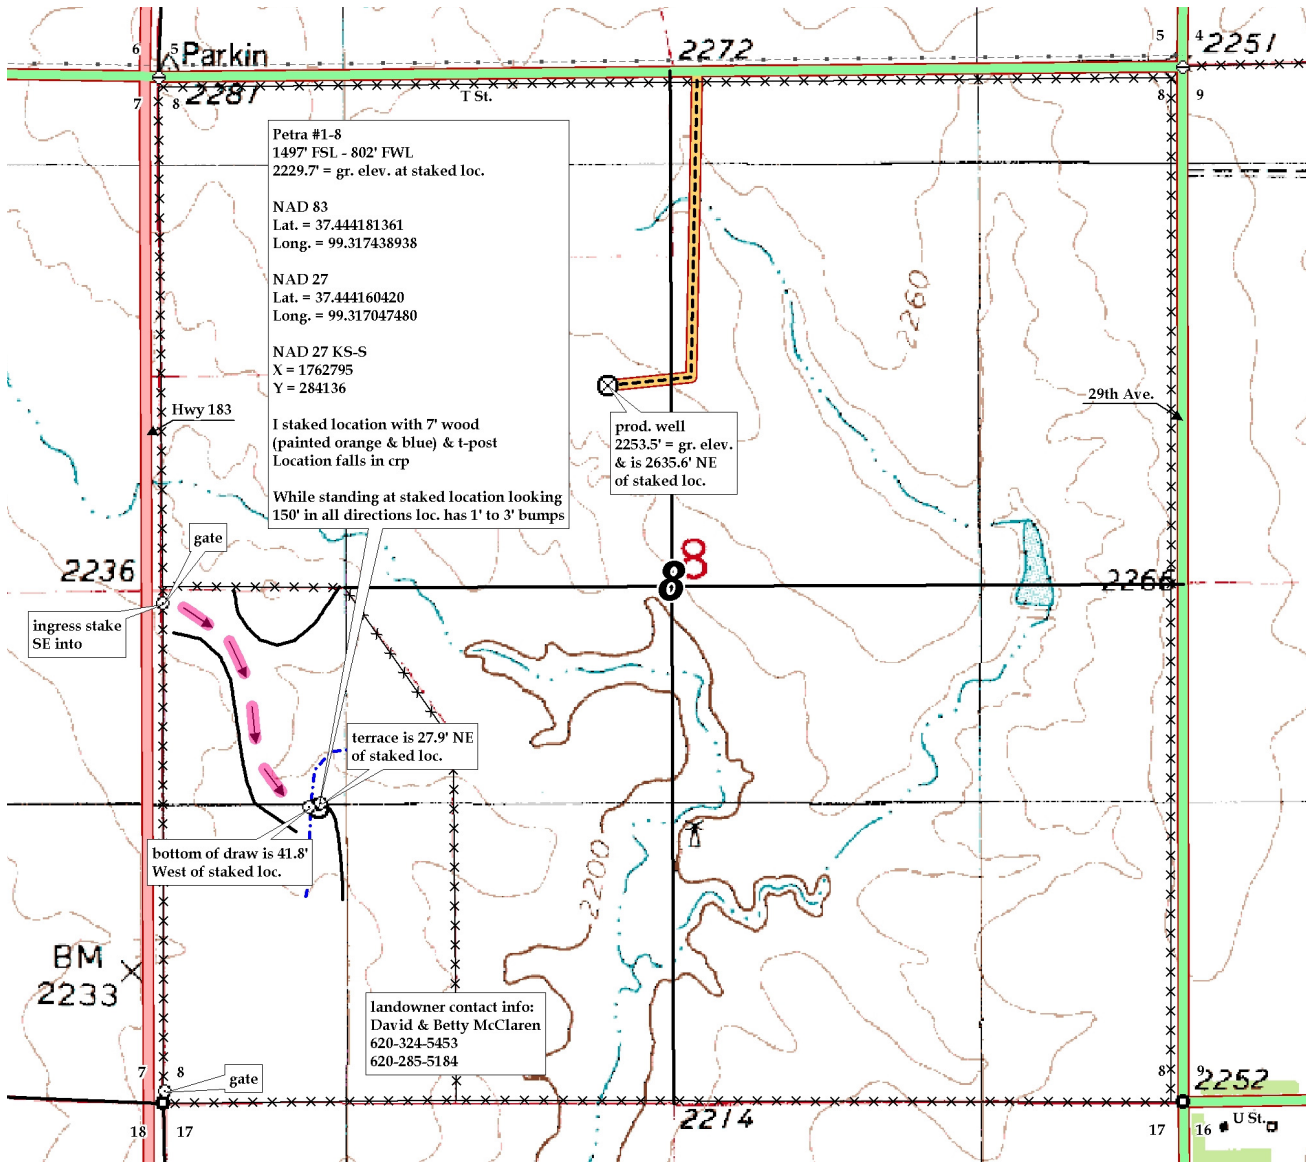 6
5
Parkin
2272
5
4
2251
7
8
2281
T St.
8
9
Petra #1-8
1497' FSL - 802' FWL
2229.7' = gr. elev. at staked loc.
NAD 83
Lat. = 37.444181361
Long. = 99.317438938
NAD 27
Lat. = 37.444160420
Long. = 99.317047480
NAD 27 KS-S
X = 1762795
Y = 284136
I staked location with 7' wood
(painted orange & blue) & t-post
Location falls in crp
While standing at staked location looking
150' in all directions loc. has 1' to 3' bumps
2260
Hwy 183
29th Ave.
prod. well
2253.5' = gr. elev.
& is 2635.6' NE
of staked loc.
gate
2236
8
8
2266
ingress stake
SE into
terrace is 27.9' NE
of staked loc.
bottom of draw is 41.8'
West of staked loc.
2200
BM
2233
landowner contact info:
David & Betty McClaren
620-324-5453
620-285-5184
7
8
gate
8
9
2252
18
17
2214
17
16
U St.